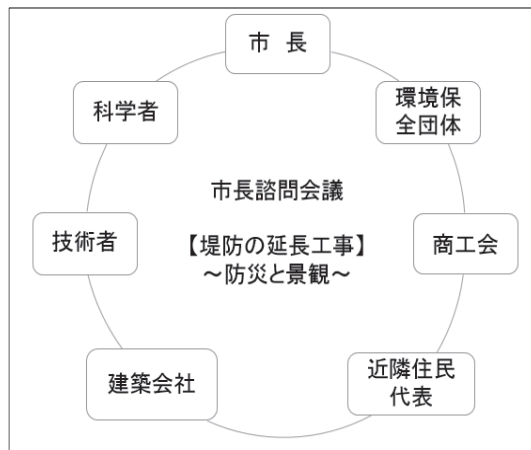 市 長
科学者
環境保
全団体
市長諮問会議
技術者
【堤防の延長工事】
～防災と景観～
商工会
建築会社
近隣住民
代表